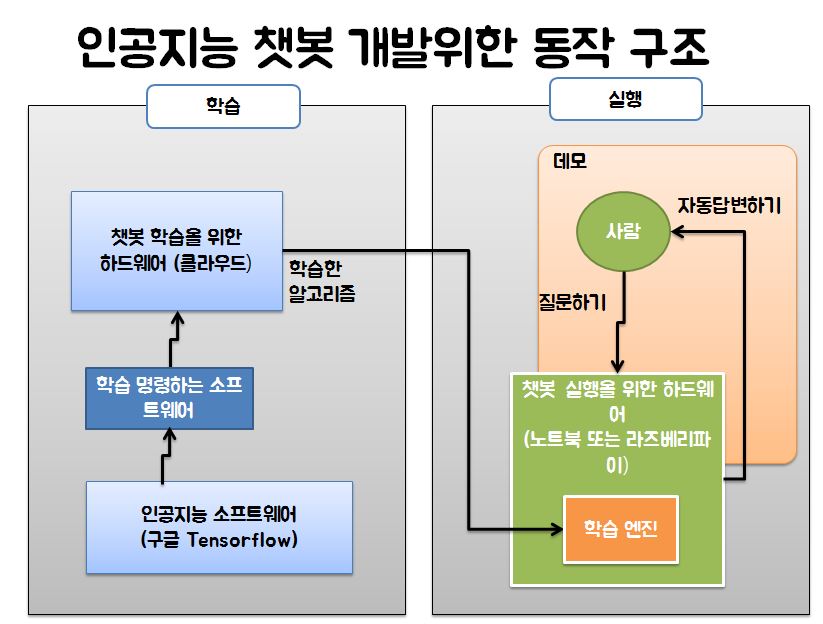 인공지능 챗봇 개발위한 동작 구조
학습
챗봇 학습을 위한
하드웨어 (클라우드)
학습한
알고리즘
학습 명령하는 소프
트웨어
인공지능 소프트웨어
(구글 Tensorflow)
실행
데모
사람
자동답변하기
질문하기
챗봇 실행을 위한 하드웨
어
(노트북 또는 라즈베리파
이)
학습 엔진